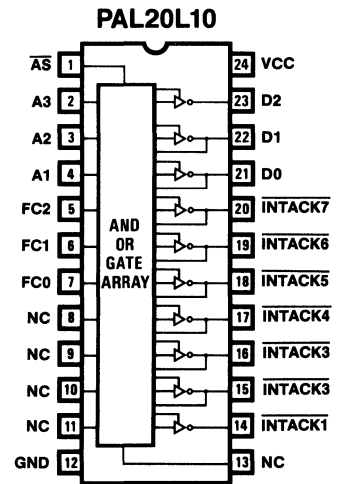 PAL20L10
AS 1 24 VCC
A3 2 23 D2
A2 3 22 D1
A1 4 21 D0
FC2 5 20 INTACK7
FC1 6 19 INTACK6
FC0 7 18 INTACK5
NC 8 17 INTACK4
NC 9 16 INTACK3
NC 10 15 INTACK3
NC 11 14 INTACK1
GND 12 13 NC
AND
OR
GATE
ARRAY